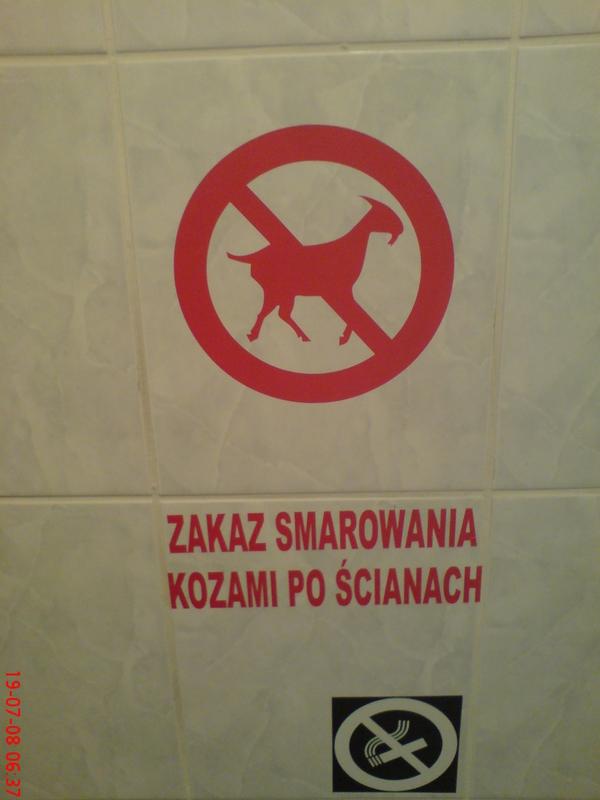 ZAKAZ SMAROWANIA
KOZAMI PO ŚCIANACH
19-07-08 06:37